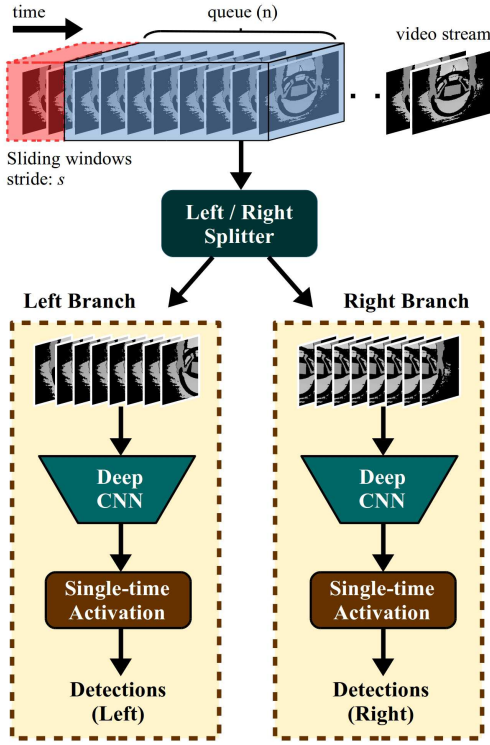 time
queue (n)
video stream
Sliding windows
stride: s
Left / Right
Splitter
Left Branch
Right Branch
Deep
CNN
Deep
CNN
Single-time
Activation
Single-time
Activation
Detections
(Left)
Detections
(Right)